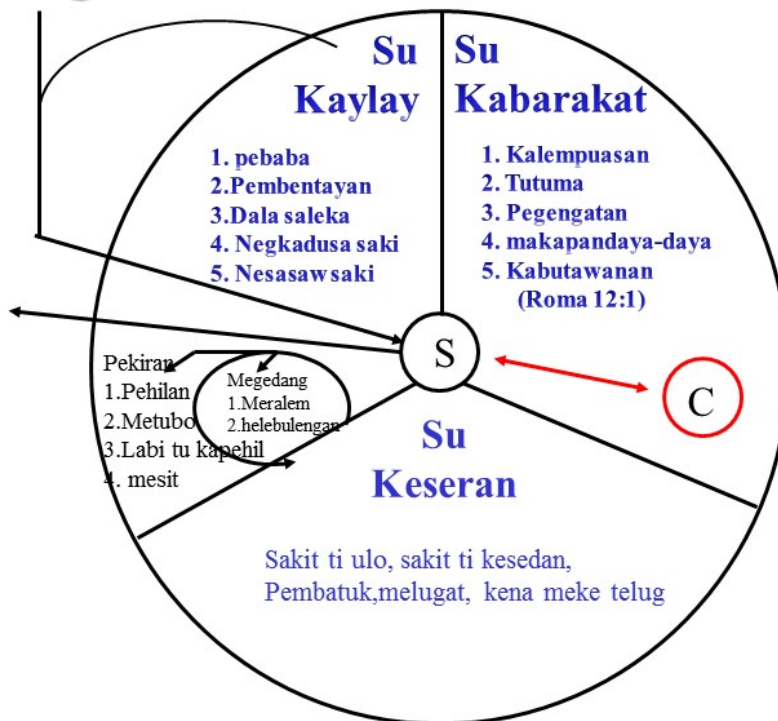 Su
Kaylay
1. pebaba
2.Pembentayan
3.Dala saleka
4. Negkadusa saki
5. Nesasaw saki
Su
Kabarakat
1. Kalempuasan
2. Tutuma
3. Pegengatan
4. makapandaya-daya
5. Kabutawanan
(Roma 12:1)
S
C
Pekiran
1.Pehilan
2.Metubo
3.Labi tu kapehil
4. mesit
Megedang
1.Meralem
2.helebulengan
Su
Keseran
Sakit ti ulo, sakit ti kesedan,
Pembatuk,melugat, kena meke telug